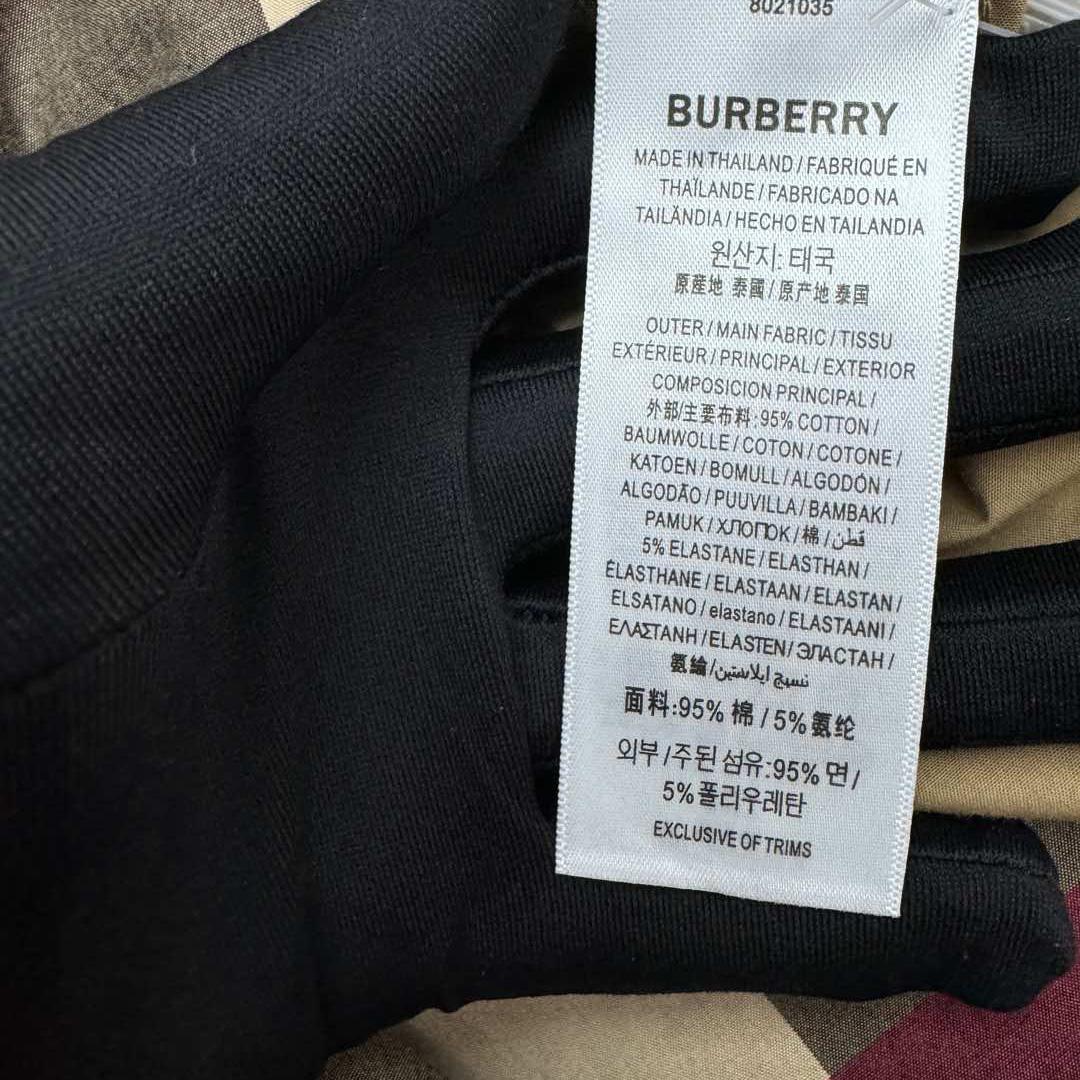 8021035
BURBERRY
MADE IN THAILAND / FABRIQUÉ EN
THAÏLANDE / FABRICADO NA
TAILÂNDIA / HECHO EN TAILANDIA
원산지: 태국
原産地 泰國 / 原产地 泰国
OUTER / MAIN FABRIC / TISSU
EXTÉRIEUR / PRINCIPAL / EXTERIOR
COMPOSICION PRINCIPAL /
外部/主要布料:95% COTTON /
BAUMWOLLE / COTON / COTONE /
KATOEN / BOMULL / ALGODÓN /
ALGODÃO / PUUVILLA / BAMBAKI /
PAMUK / ХЛОПОК / 棉 / قطن /
5% ELASTANE / ELASTHAN /
ÉLASTHANE / ELASTAAN / ELASTAN /
ELSATANO / elastano / ELASTAANI /
ΕΛΑΣΤΑΝΗ / ELASTEN / ЭЛАСТАН /
氨綸 / نسيج ايلاستين
面料:95% 棉 / 5% 氨纶
외부 /주된 섬유:95% 면 /
5% 폴리우레탄
EXCLUSIVE OF TRIMS